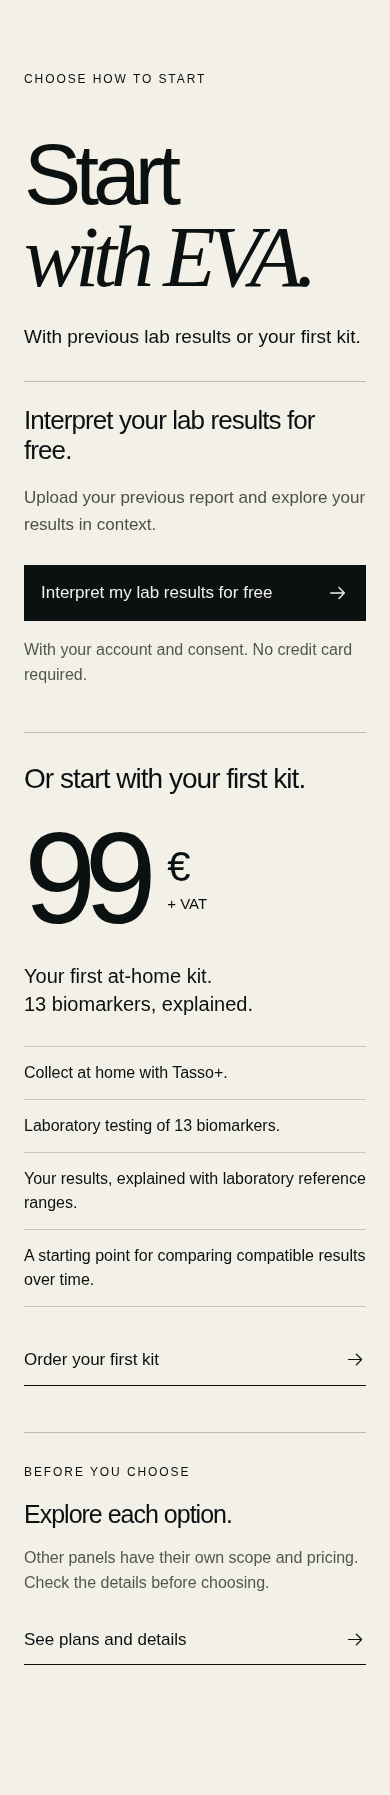 CHOOSE HOW TO START
Start
with EVA.
With previous lab results or your first kit.
Interpret your lab results for
free.
Upload your previous report and explore your
results in context.
Interpret my lab results for free →
With your account and consent. No credit card
required.
Or start with your first kit.
99 €
+ VAT
Your first at-home kit.
13 biomarkers, explained.
Collect at home with Tasso+.
Laboratory testing of 13 biomarkers.
Your results, explained with laboratory reference
ranges.
A starting point for comparing compatible results
over time.
Order your first kit →
BEFORE YOU CHOOSE
Explore each option.
Other panels have their own scope and pricing.
Check the details before choosing.
See plans and details →